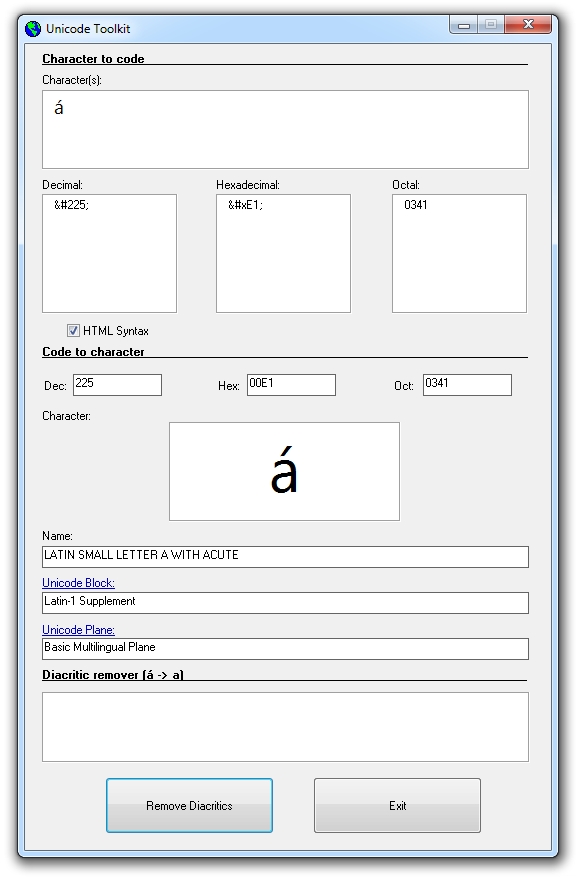 Unicode Toolkit
Character to code
Character(s):
á
Decimal: Hexadecimal: Octal:
&#225; &#xE1; 0341
HTML Syntax
Code to character
Dec: 225 Hex: 00E1 Oct: 0341
Character:
á
Name:
LATIN SMALL LETTER A WITH ACUTE
Unicode Block:
Latin-1 Supplement
Unicode Plane:
Basic Multilingual Plane
Diacritic remover (á -> a)
Remove Diacritics Exit